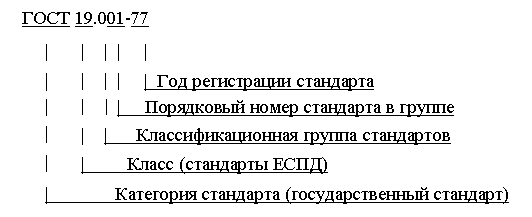 ГОСТ 19.001-77
Год регистрации стандарта
Порядковый номер стандарта в группе
Классификационная группа стандартов
Класс (стандарты ЕСПД)
Категория стандарта (государственный стандарт)